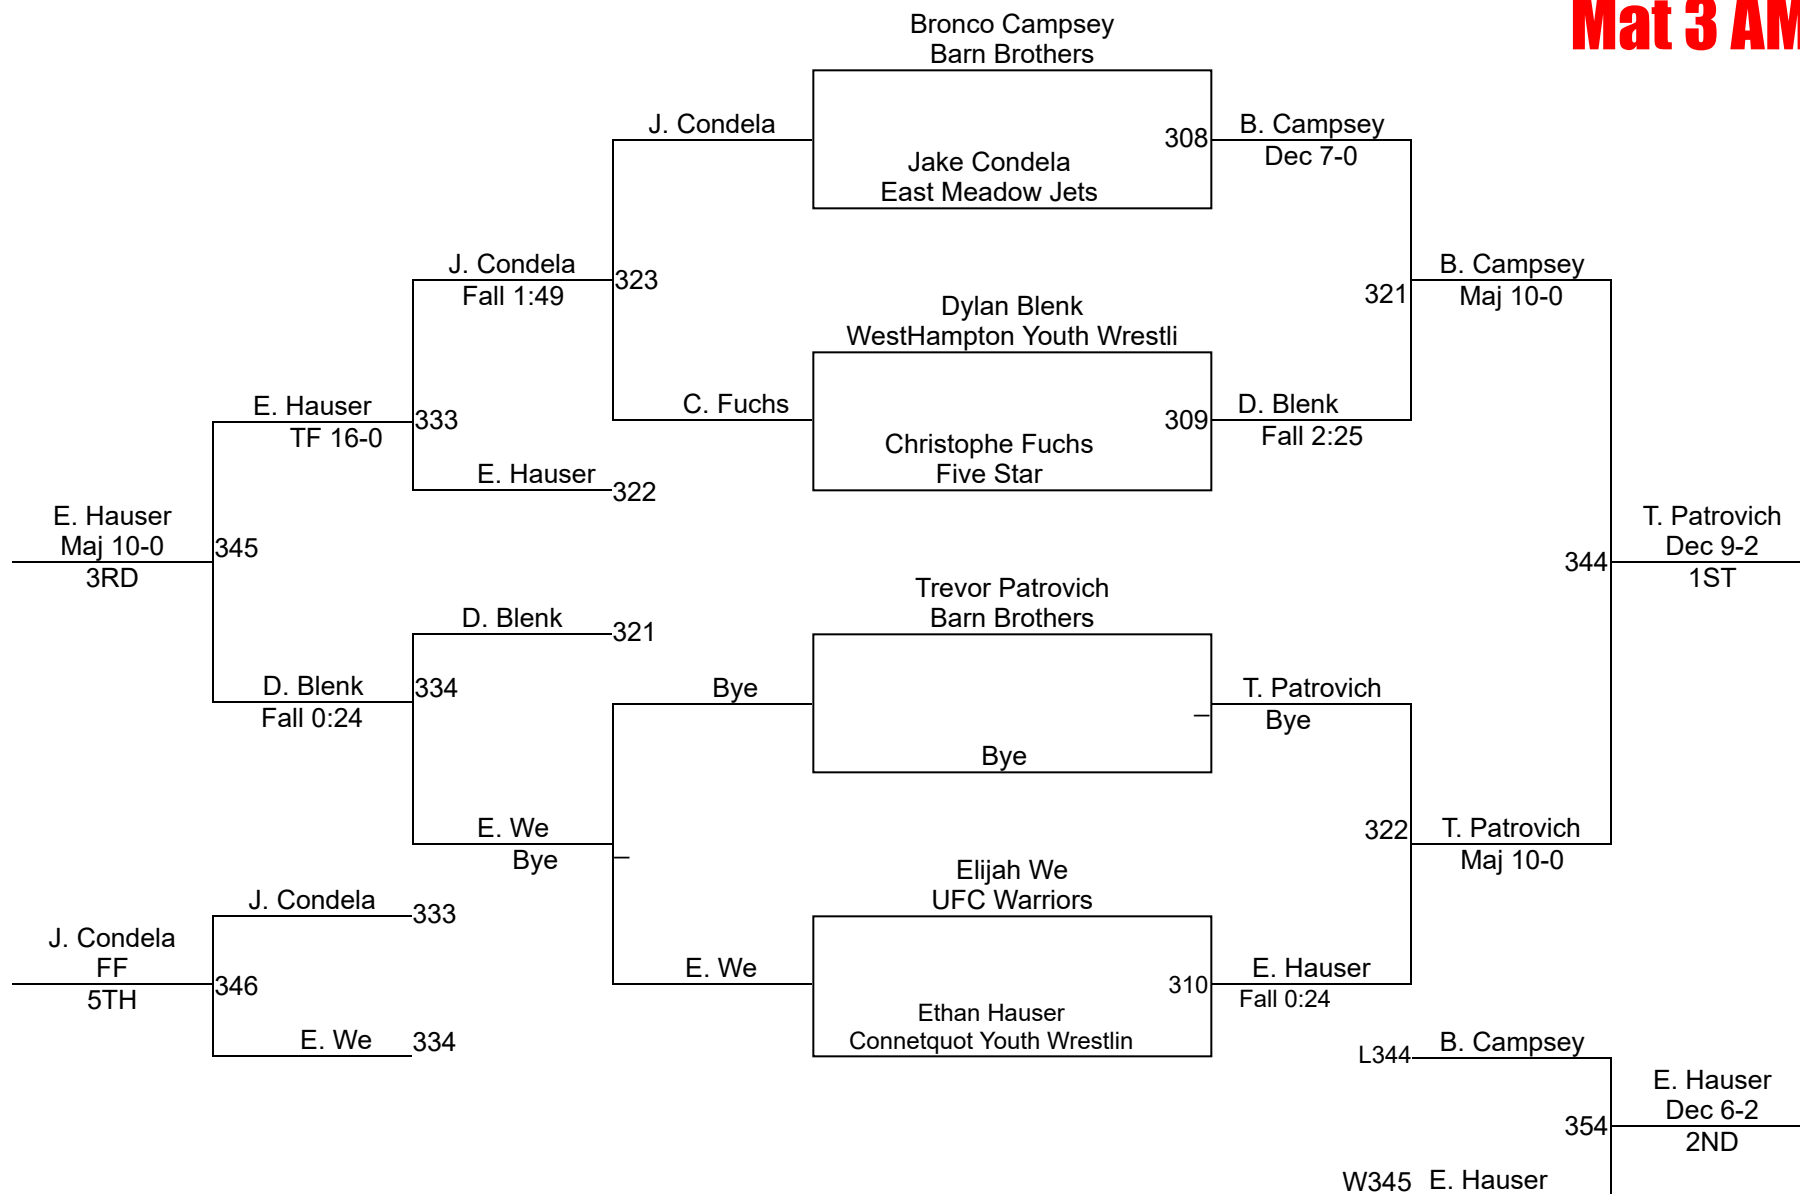 Mat 3 AM
Bronco Campsey
Barn Brothers
J. Condela
308
B. Campsey
Dec 7-0
Jake Condela
East Meadow Jets
J. Condela
Fall 1:49
323
B. Campsey
Maj 10-0
321
Dylan Blenk
WestHampton Youth Wrestli
C. Fuchs
309
D. Blenk
Fall 2:25
Christophe Fuchs
Five Star
E. Hauser
TF 16-0
333
E. Hauser
322
E. Hauser
Maj 10-0
3RD
345
T. Patrovich
Dec 9-2
1ST
344
Trevor Patrovich
Barn Brothers
D. Blenk
321
D. Blenk
Fall 0:24
334
Bye
T. Patrovich
Bye
Bye
E. We
Bye
322
T. Patrovich
Maj 10-0
Elijah We
UFC Warriors
J. Condela
333
J. Condela
FF
5TH
346
E. We
310
E. Hauser
Fall 0:24
Ethan Hauser
Connetquot Youth Wrestlin
E. We
334
L344
B. Campsey
E. Hauser
Dec 6-2
2ND
354
W345
E. Hauser